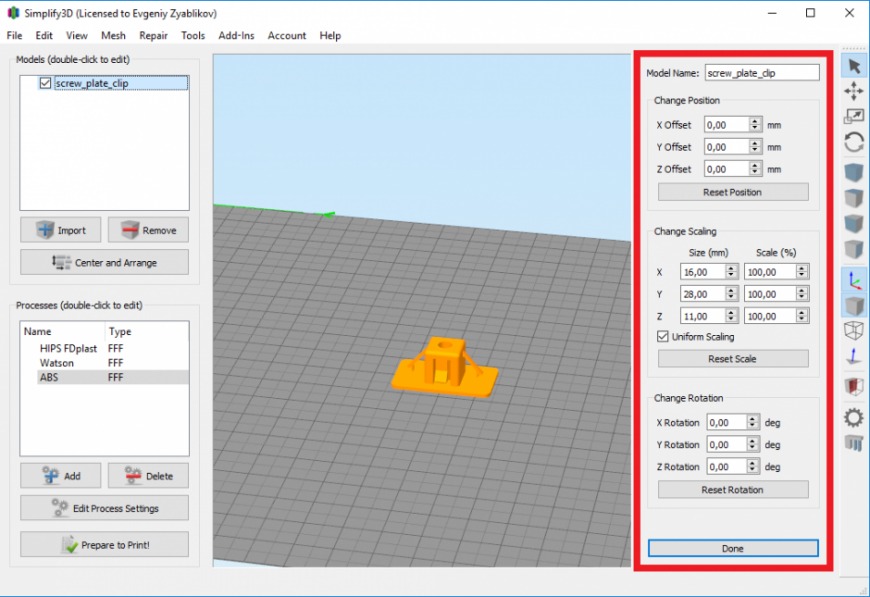 Simplify3D (Licensed to Evgeniy Zyablikov)
File Edit View Mesh Repair Tools Add-Ins Account Help
Models (double-click to edit)
screw_plate_clip
Import Remove
Center and Arrange
Processes (double-click to edit)
Name Type
HIPS FDplast FFF
Watson FFF
ABS FFF
Add Delete
Edit Process Settings
Prepare to Print!
Model Name: screw_plate_clip
Change Position
X Offset 0,00 mm
Y Offset 0,00 mm
Z Offset 0,00 mm
Reset Position
Change Scaling
Size (mm) Scale (%)
X 16,00 100,00
Y 28,00 100,00
Z 11,00 100,00
Uniform Scaling
Reset Scale
Change Rotation
X Rotation 0,00 deg
Y Rotation 0,00 deg
Z Rotation 0,00 deg
Reset Rotation
Done